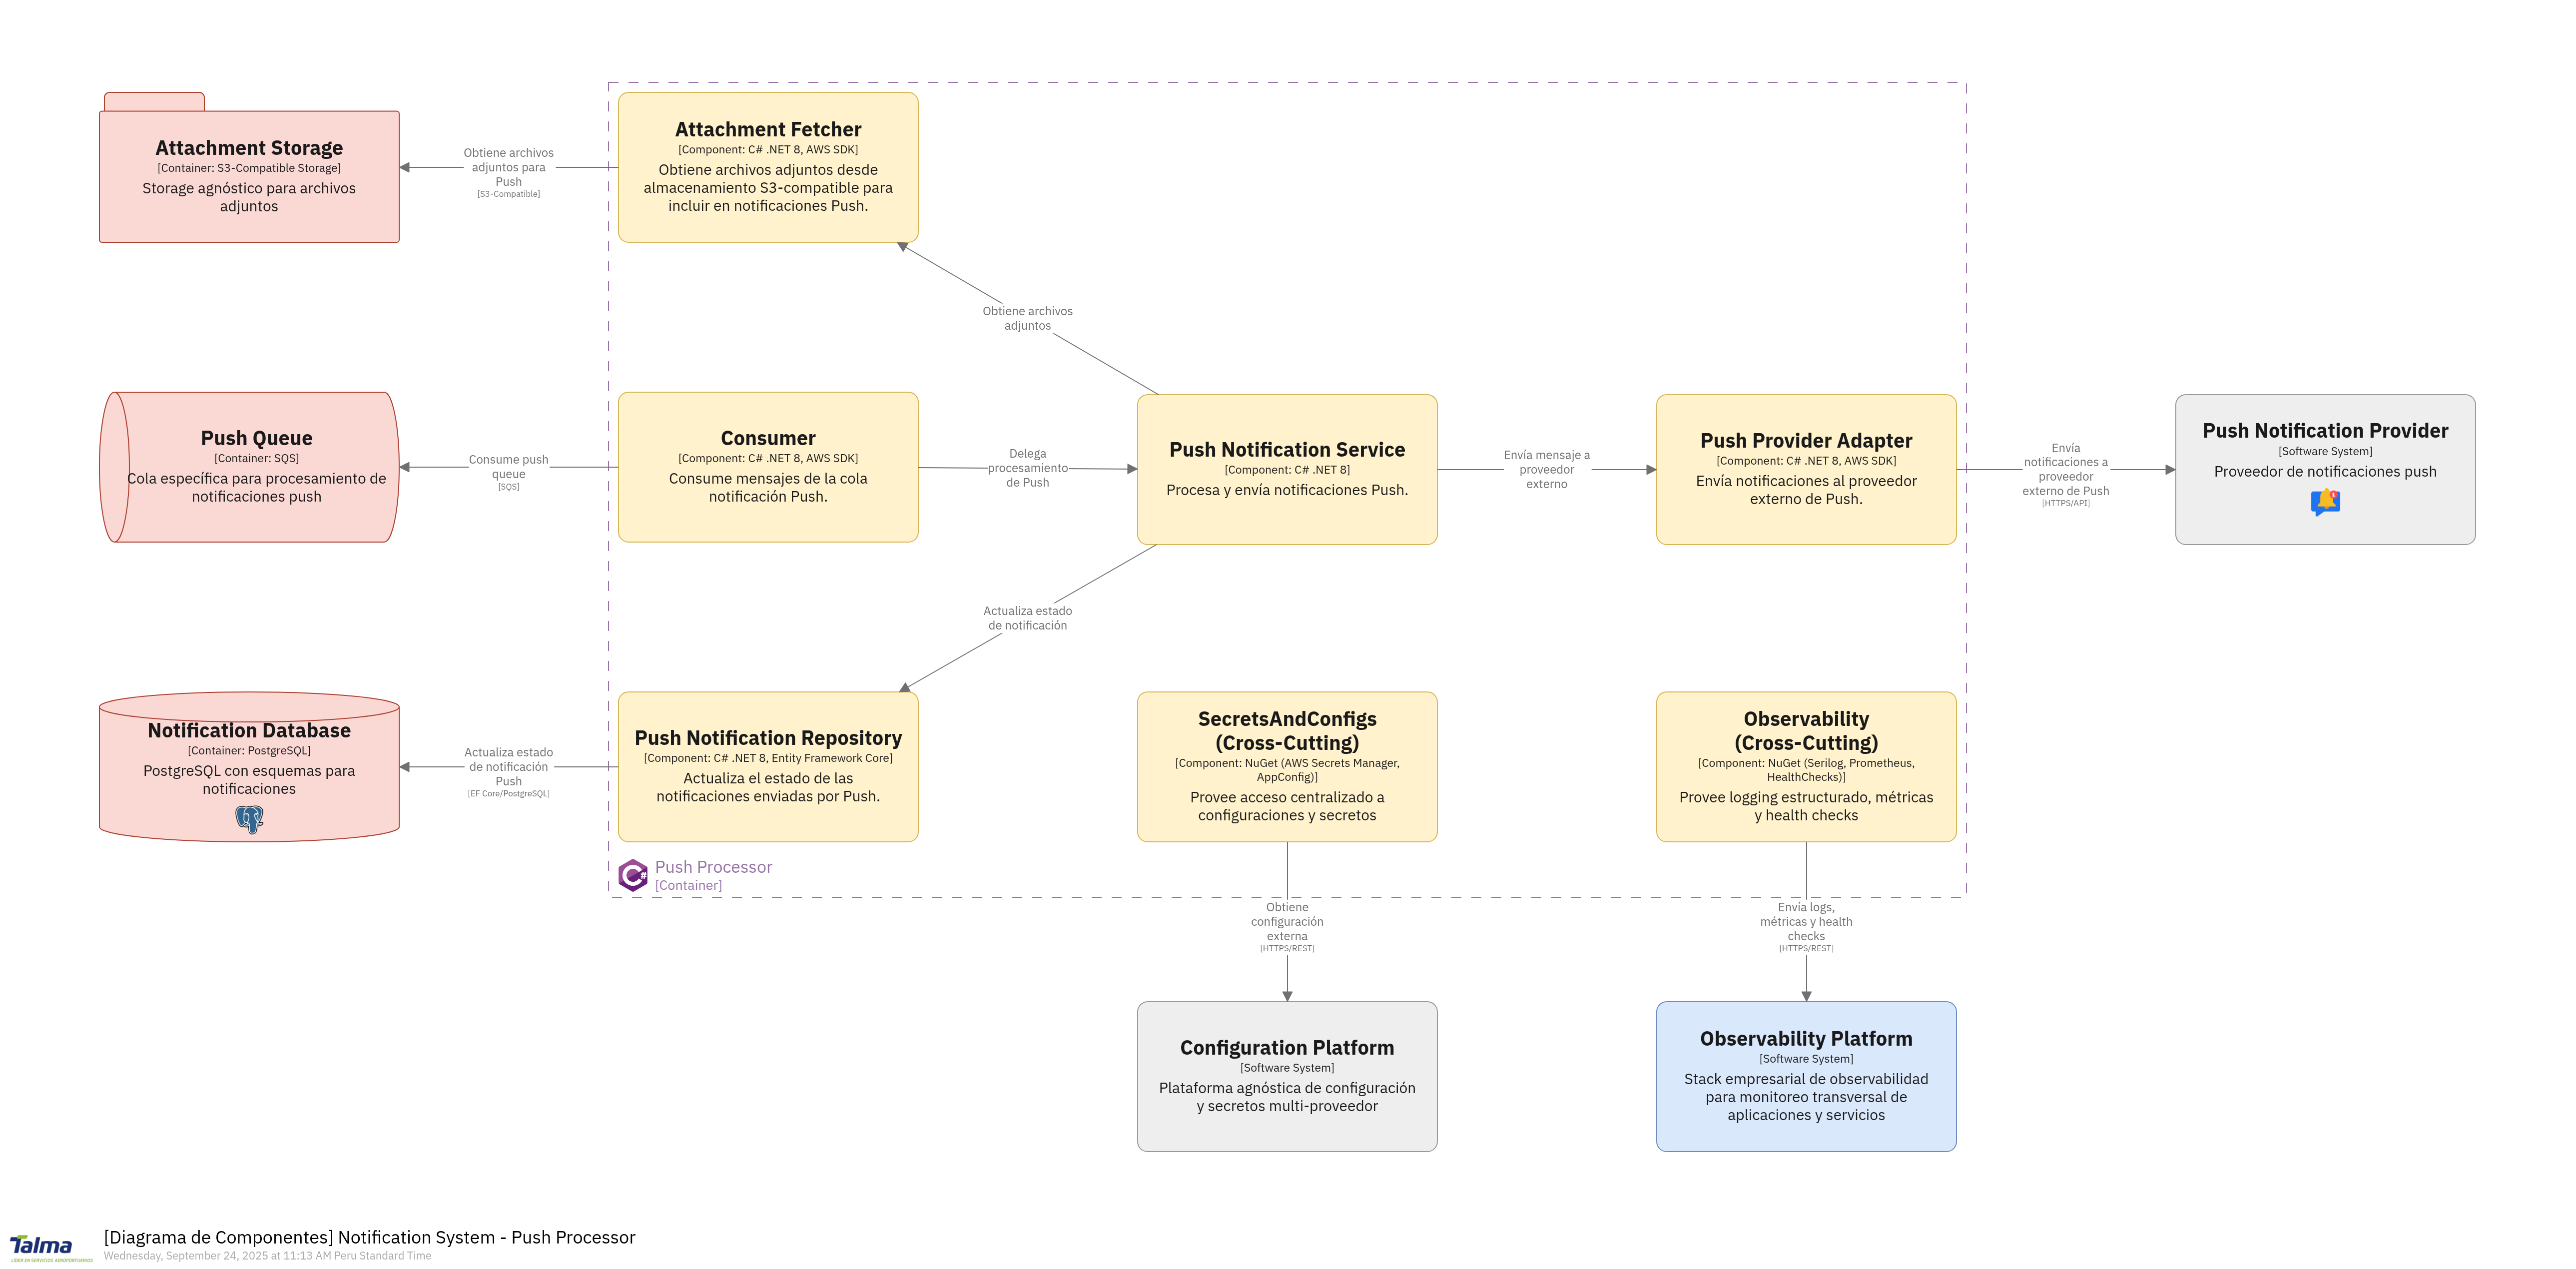 Attachment Storage
[Container: S3-Compatible Storage]
Storage agnóstico para archivos
adjuntos
Obtiene archivos
adjuntos para
Push
[S3-Compatible]
Attachment Fetcher
[Component: C# .NET 8, AWS SDK]
Obtiene archivos adjuntos desde
almacenamiento S3-compatible para
incluir en notificaciones Push.
Obtiene archivos
adjuntos
Push Queue
[Container: SQS]
Cola específica para procesamiento de
notificaciones push
Consume push
queue
[SQS]
Consumer
[Component: C# .NET 8, AWS SDK]
Consume mensajes de la cola
notificación Push.
Delega
procesamiento
de Push
Push Notification Service
[Component: C# .NET 8]
Procesa y envía notificaciones Push.
Envía mensaje a
proveedor
externo
Push Provider Adapter
[Component: C# .NET 8, AWS SDK]
Envía notificaciones al proveedor
externo de Push.
Envía
notificaciones a
proveedor
externo de Push
[HTTPS/API]
Push Notification Provider
[Software System]
Proveedor de notificaciones push
Actualiza estado
de notificación
Notification Database
[Container: PostgreSQL]
PostgreSQL con esquemas para
notificaciones
Actualiza estado
de notificación
Push
[EF Core/PostgreSQL]
Push Notification Repository
[Component: C# .NET 8, Entity Framework Core]
Actualiza el estado de las
notificaciones enviadas por Push.
SecretsAndConfigs
(Cross-Cutting)
[Component: NuGet (AWS Secrets Manager,
AppConfig)]
Provee acceso centralizado a
configuraciones y secretos
Observability
(Cross-Cutting)
[Component: NuGet (Serilog, Prometheus,
HealthChecks)]
Provee logging estructurado, métricas
y health checks
Push Processor
[Container]
Obtiene
configuración
externa
[HTTPS/REST]
Envía logs,
métricas y health
checks
[HTTPS/REST]
Configuration Platform
[Software System]
Plataforma agnóstica de configuración
y secretos multi-proveedor
Observability Platform
[Software System]
Stack empresarial de observabilidad
para monitoreo transversal de
aplicaciones y servicios
Talma
LÍDER EN SERVICIOS AEROPORTUARIOS
[Diagrama de Componentes] Notification System - Push Processor
Wednesday, September 24, 2025 at 11:13 AM Peru Standard Time